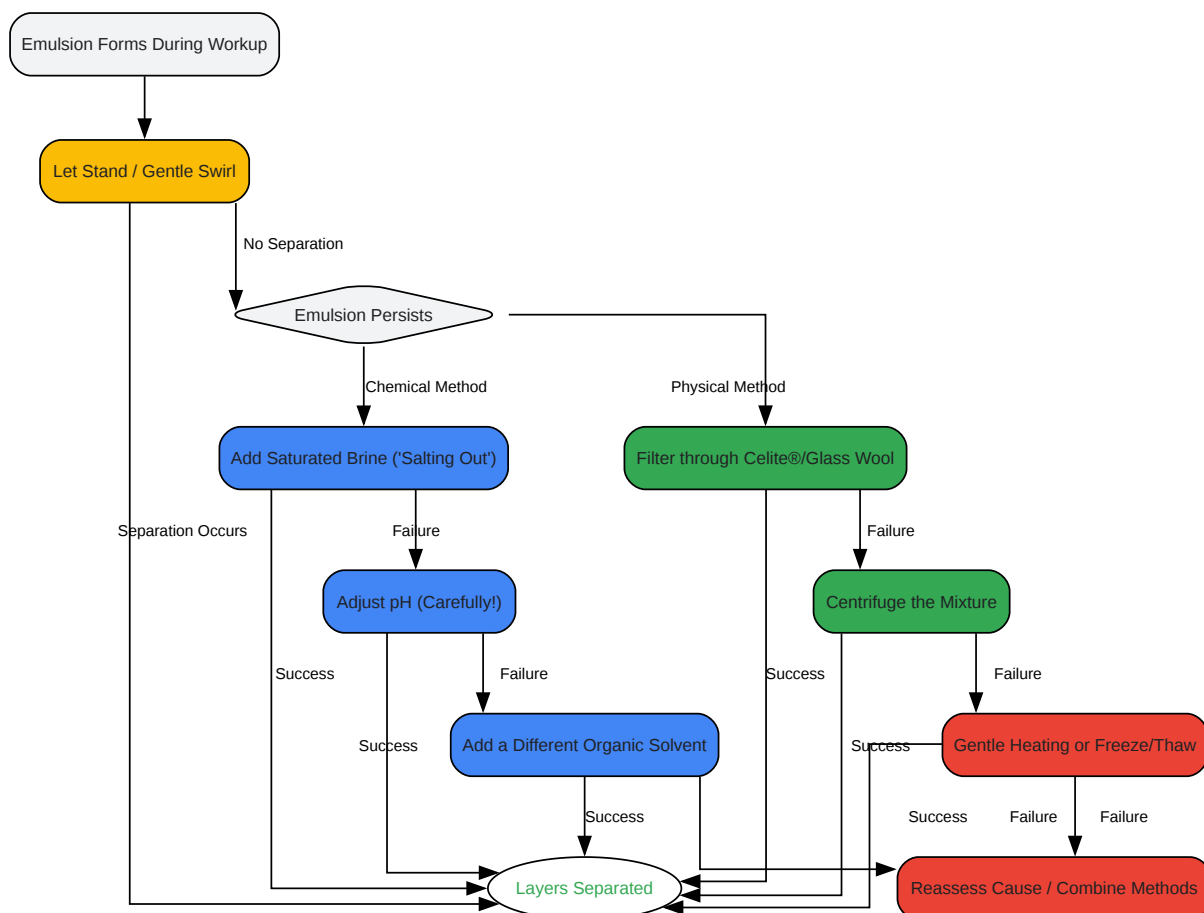 Emulsion Forms During Workup
Let Stand / Gentle Swirl
No Separation
Emulsion Persists
Chemical Method
Physical Method
Add Saturated Brine ('Salting Out')
Filter through Celite®/Glass Wool
Separation Occurs
Failure
Failure
Adjust pH (Carefully!)
Centrifuge the Mixture
Success
Failure
Success
Failure
Add a Different Organic Solvent
Gentle Heating or Freeze/Thaw
Success
Success
Success
Success
Failure
Failure
Layers Separated
Reassess Cause / Combine Methods